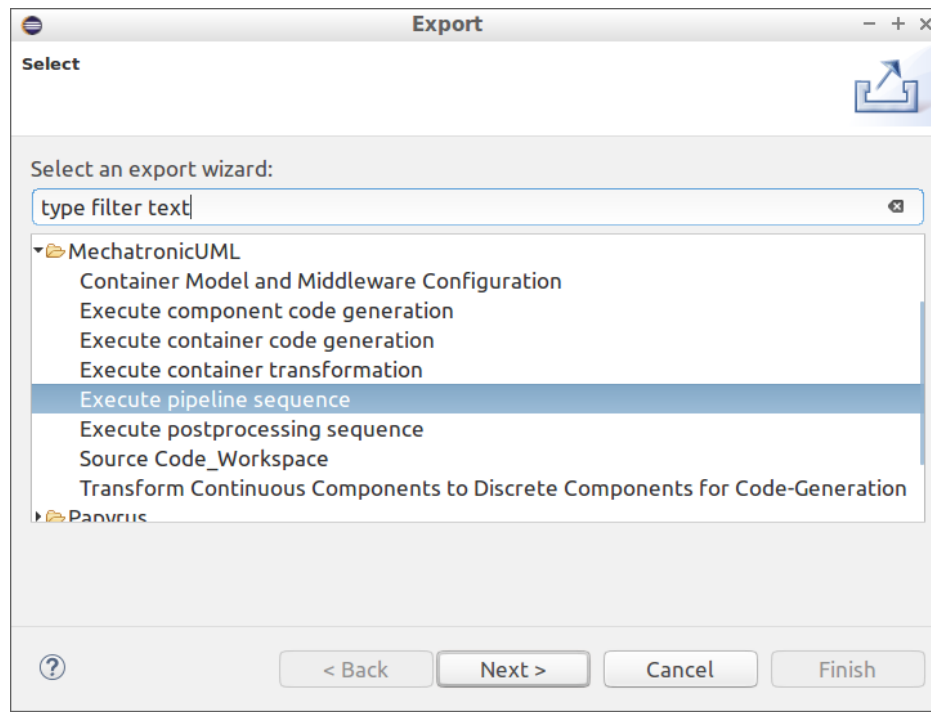 Export
Select
Select an export wizard:
type filter text
MechatronicUML
Container Model and Middleware Configuration
Execute component code generation
Execute container code generation
Execute container transformation
Execute pipeline sequence
Execute postprocessing sequence
Source Code_Workspace
Transform Continuous Components to Discrete Components for Code-Generation
Papyrus
? < Back Next > Cancel Finish